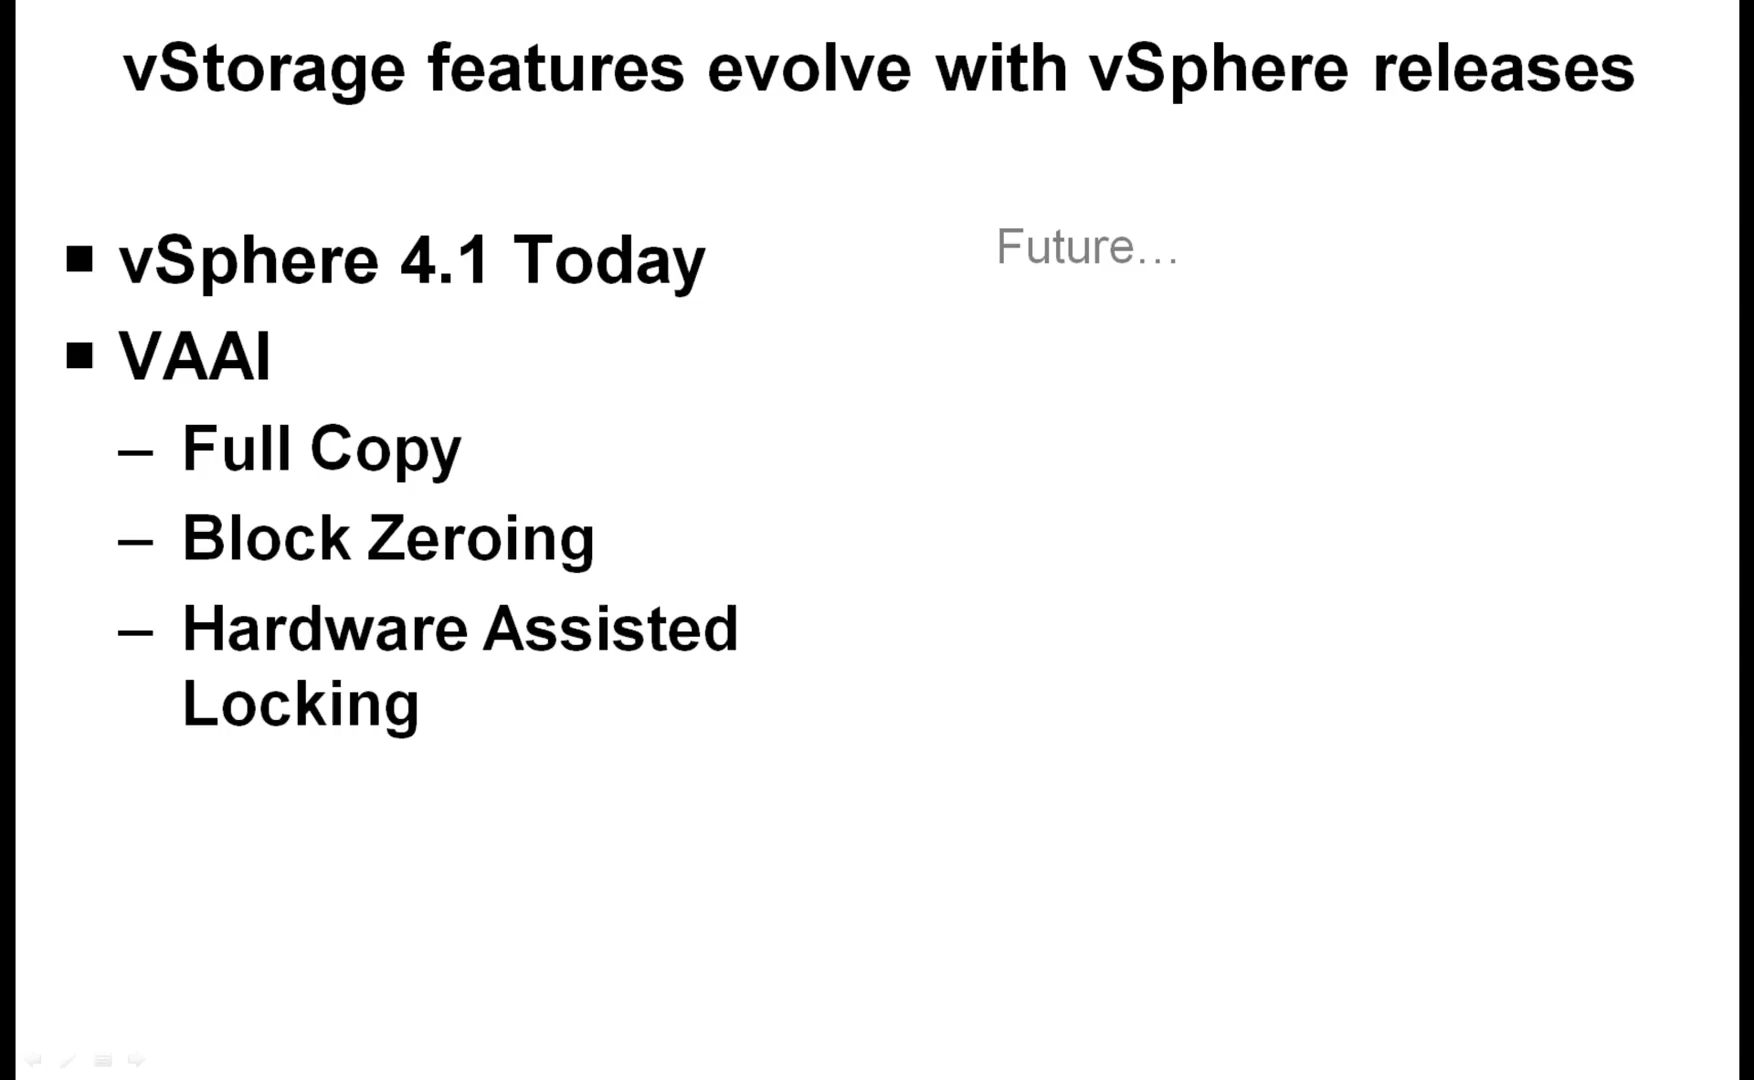 vStorage features evolve with vSphere releases
■ vSphere 4.1 Today
Future...
■ VAAI
– Full Copy
– Block Zeroing
– Hardware Assisted
Locking